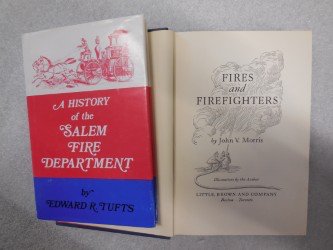 A HISTORY
of the
SALEM
FIRE
DEPARTMENT
by
EDWARD R. TUFTS
FIRES
and
FIREFIGHTERS
by John V. Morris
Illustrations by the Author
LITTLE, BROWN AND COMPANY
Boston Toronto